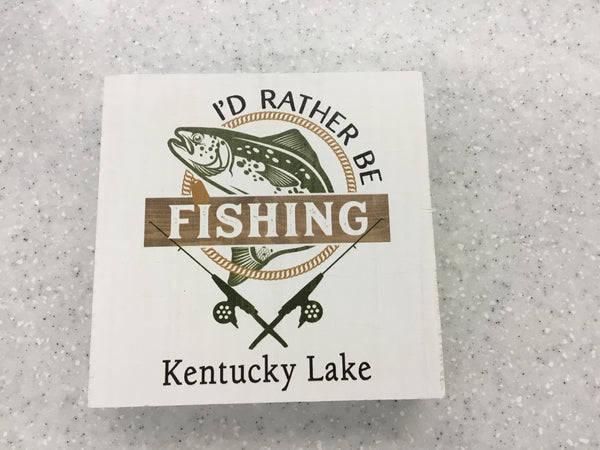 I'D RATHER BE
FISHING
Kentucky Lake